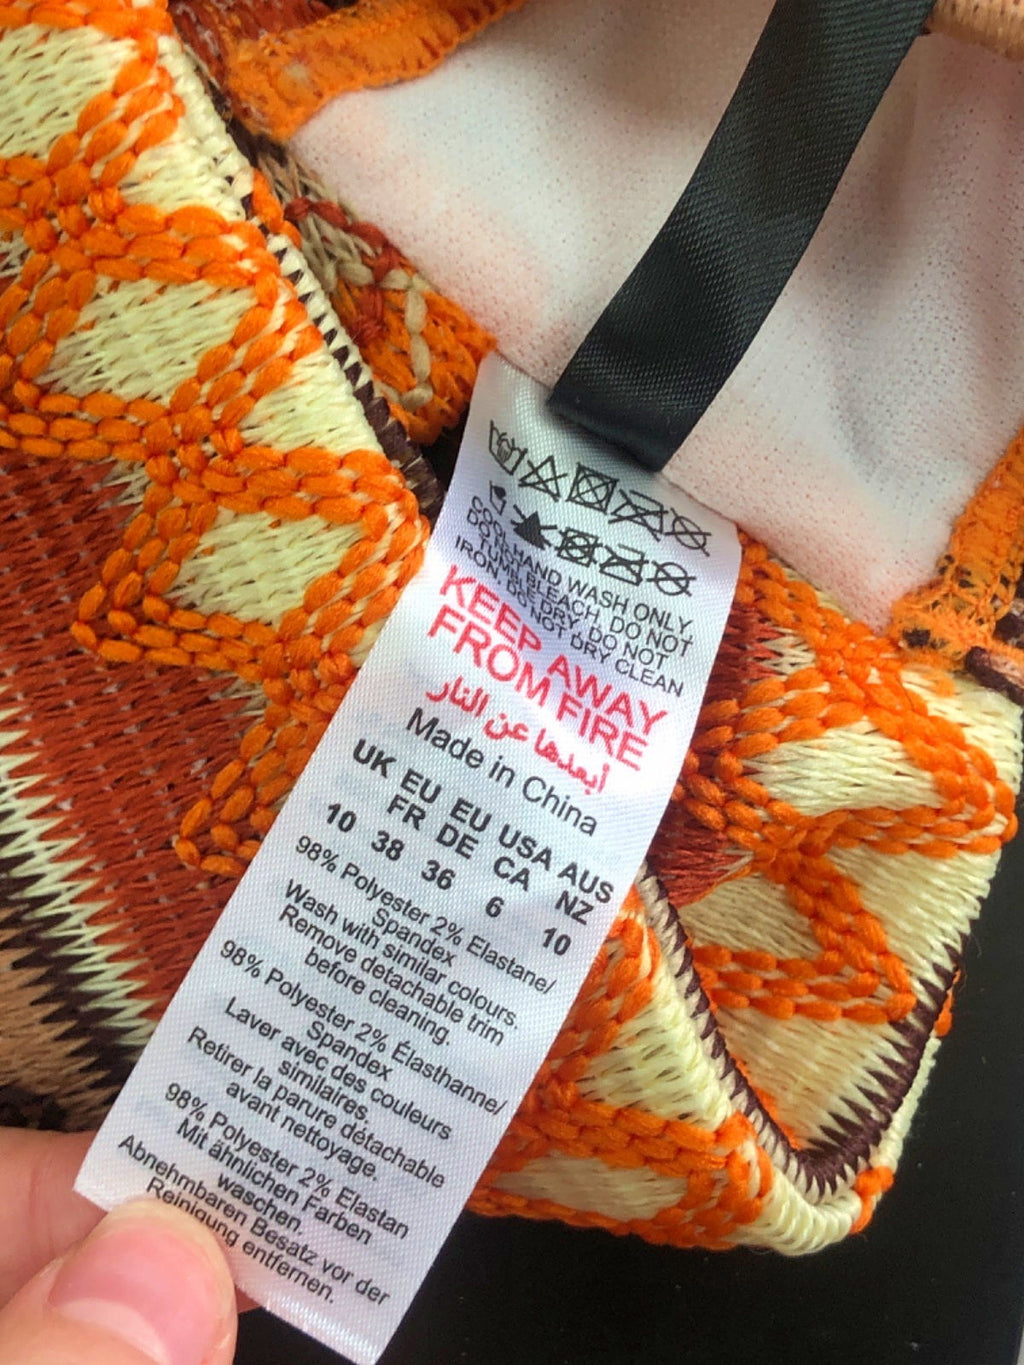 COOL HAND WASH ONLY,
DO NOT BLEACH, DO NOT
TUMBLE DRY, DO NOT
IRON, DO NOT DRY CLEAN
KEEP AWAY
FROM FIRE
أبعدها عن النار
Made in China
UK EU EU USA AUS
FR DE CA NZ
10 38 36 6 10
98% Polyester 2% Elastane/
Spandex
Wash with similar colours.
Remove detachable trim
before cleaning.
98% Polyester 2% Élasthanne/
Spandex
Laver avec des couleurs
similaires.
Retirer la parure détachable
avant nettoyage.
98% Polyester 2% Elastan
Mit ähnlichen Farben
waschen.
Abnehmbaren Besatz vor der
Reinigung entfernen.